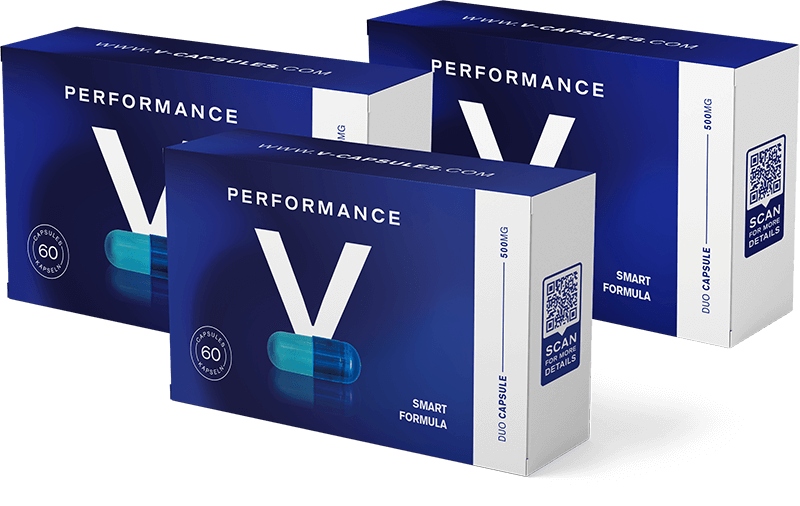 WWW.V-CAPSULES.COM
PERFORMANCE
V
CAPSULES
60
KAPSELN
MG
WWW.V-CAPSULES.COM
PERFORMANCE
V
SMART
FORMULA
DUO CAPSULE 500MG
SCAN
FOR MORE
DETAILS
WWW.V-CAPSULES.COM
PERFORMANCE
V
CAPSULES
60
KAPSELN
SMART
FORMULA
DUO CAPSULE 500MG
SCAN
FOR MORE
DETAILS